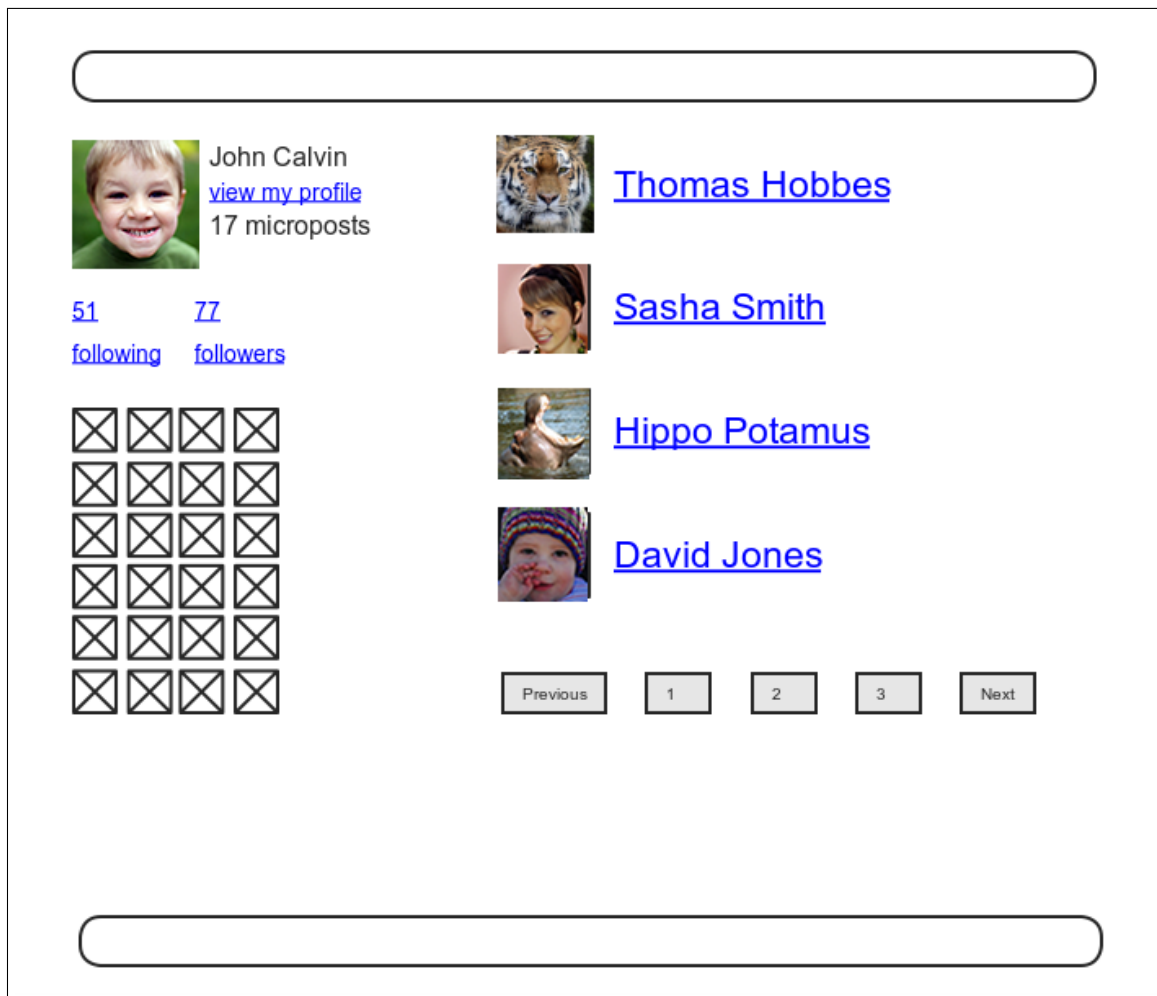 John Calvin
view my profile
17 microposts
51 77
following followers
Thomas Hobbes
Sasha Smith
Hippo Potamus
David Jones
Previous 1 2 3 Next